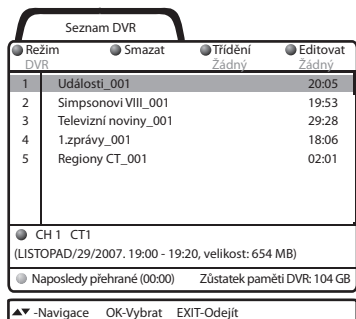 Seznam DVR
Režim Smazat Třídění Editovat
DVR Žádný Žádný
1 Události_001 20:05
2 Simpsonovi VIII_001 19:53
3 Televizní noviny_001 29:28
4 1.zprávy_001 18:06
5 Regiony CT_001 02:01
CH 1 CT1
(LISTOPAD/29/2007. 19:00 - 19:20, velikost: 654 MB)
Naposledy přehrané (00:00) Zůstatek paměti DVR: 104 GB
▲▼ -Navigace OK-Vybrat EXIT-Odejít